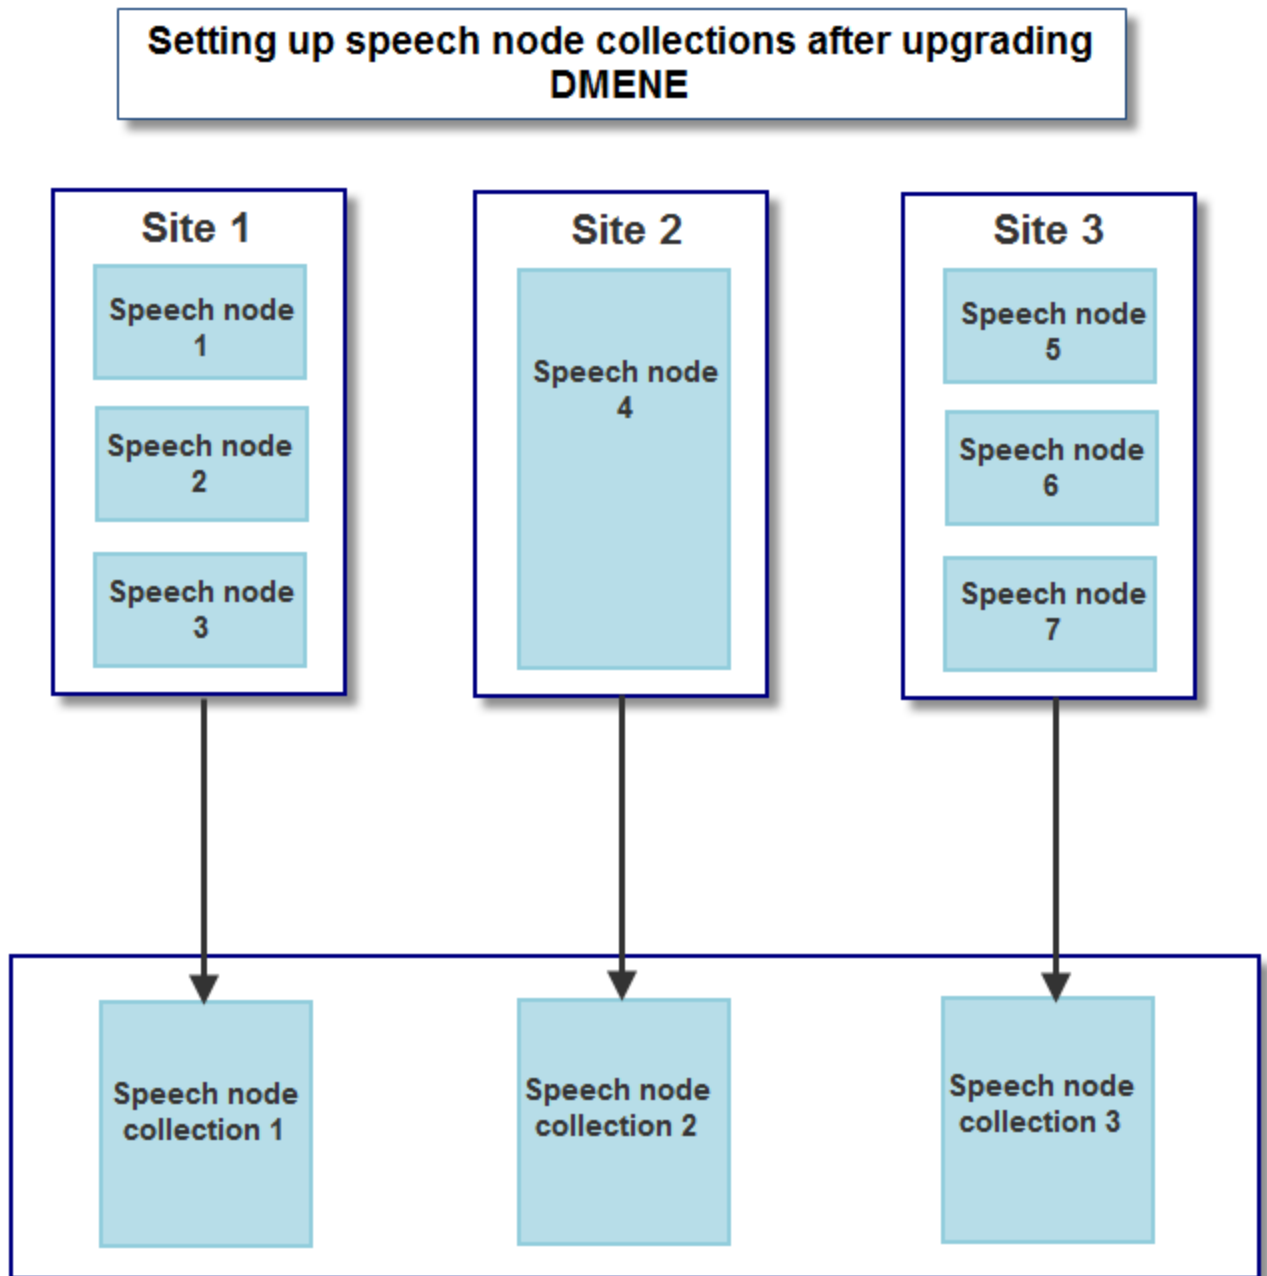 Setting up speech node collections after upgrading
DMENE
Site 1
Speech node
1
Speech node
2
Speech node
3
Site 2
Speech node
4
Site 3
Speech node
5
Speech node
6
Speech node
7
Speech node
collection 1
Speech node
collection 2
Speech node
collection 3